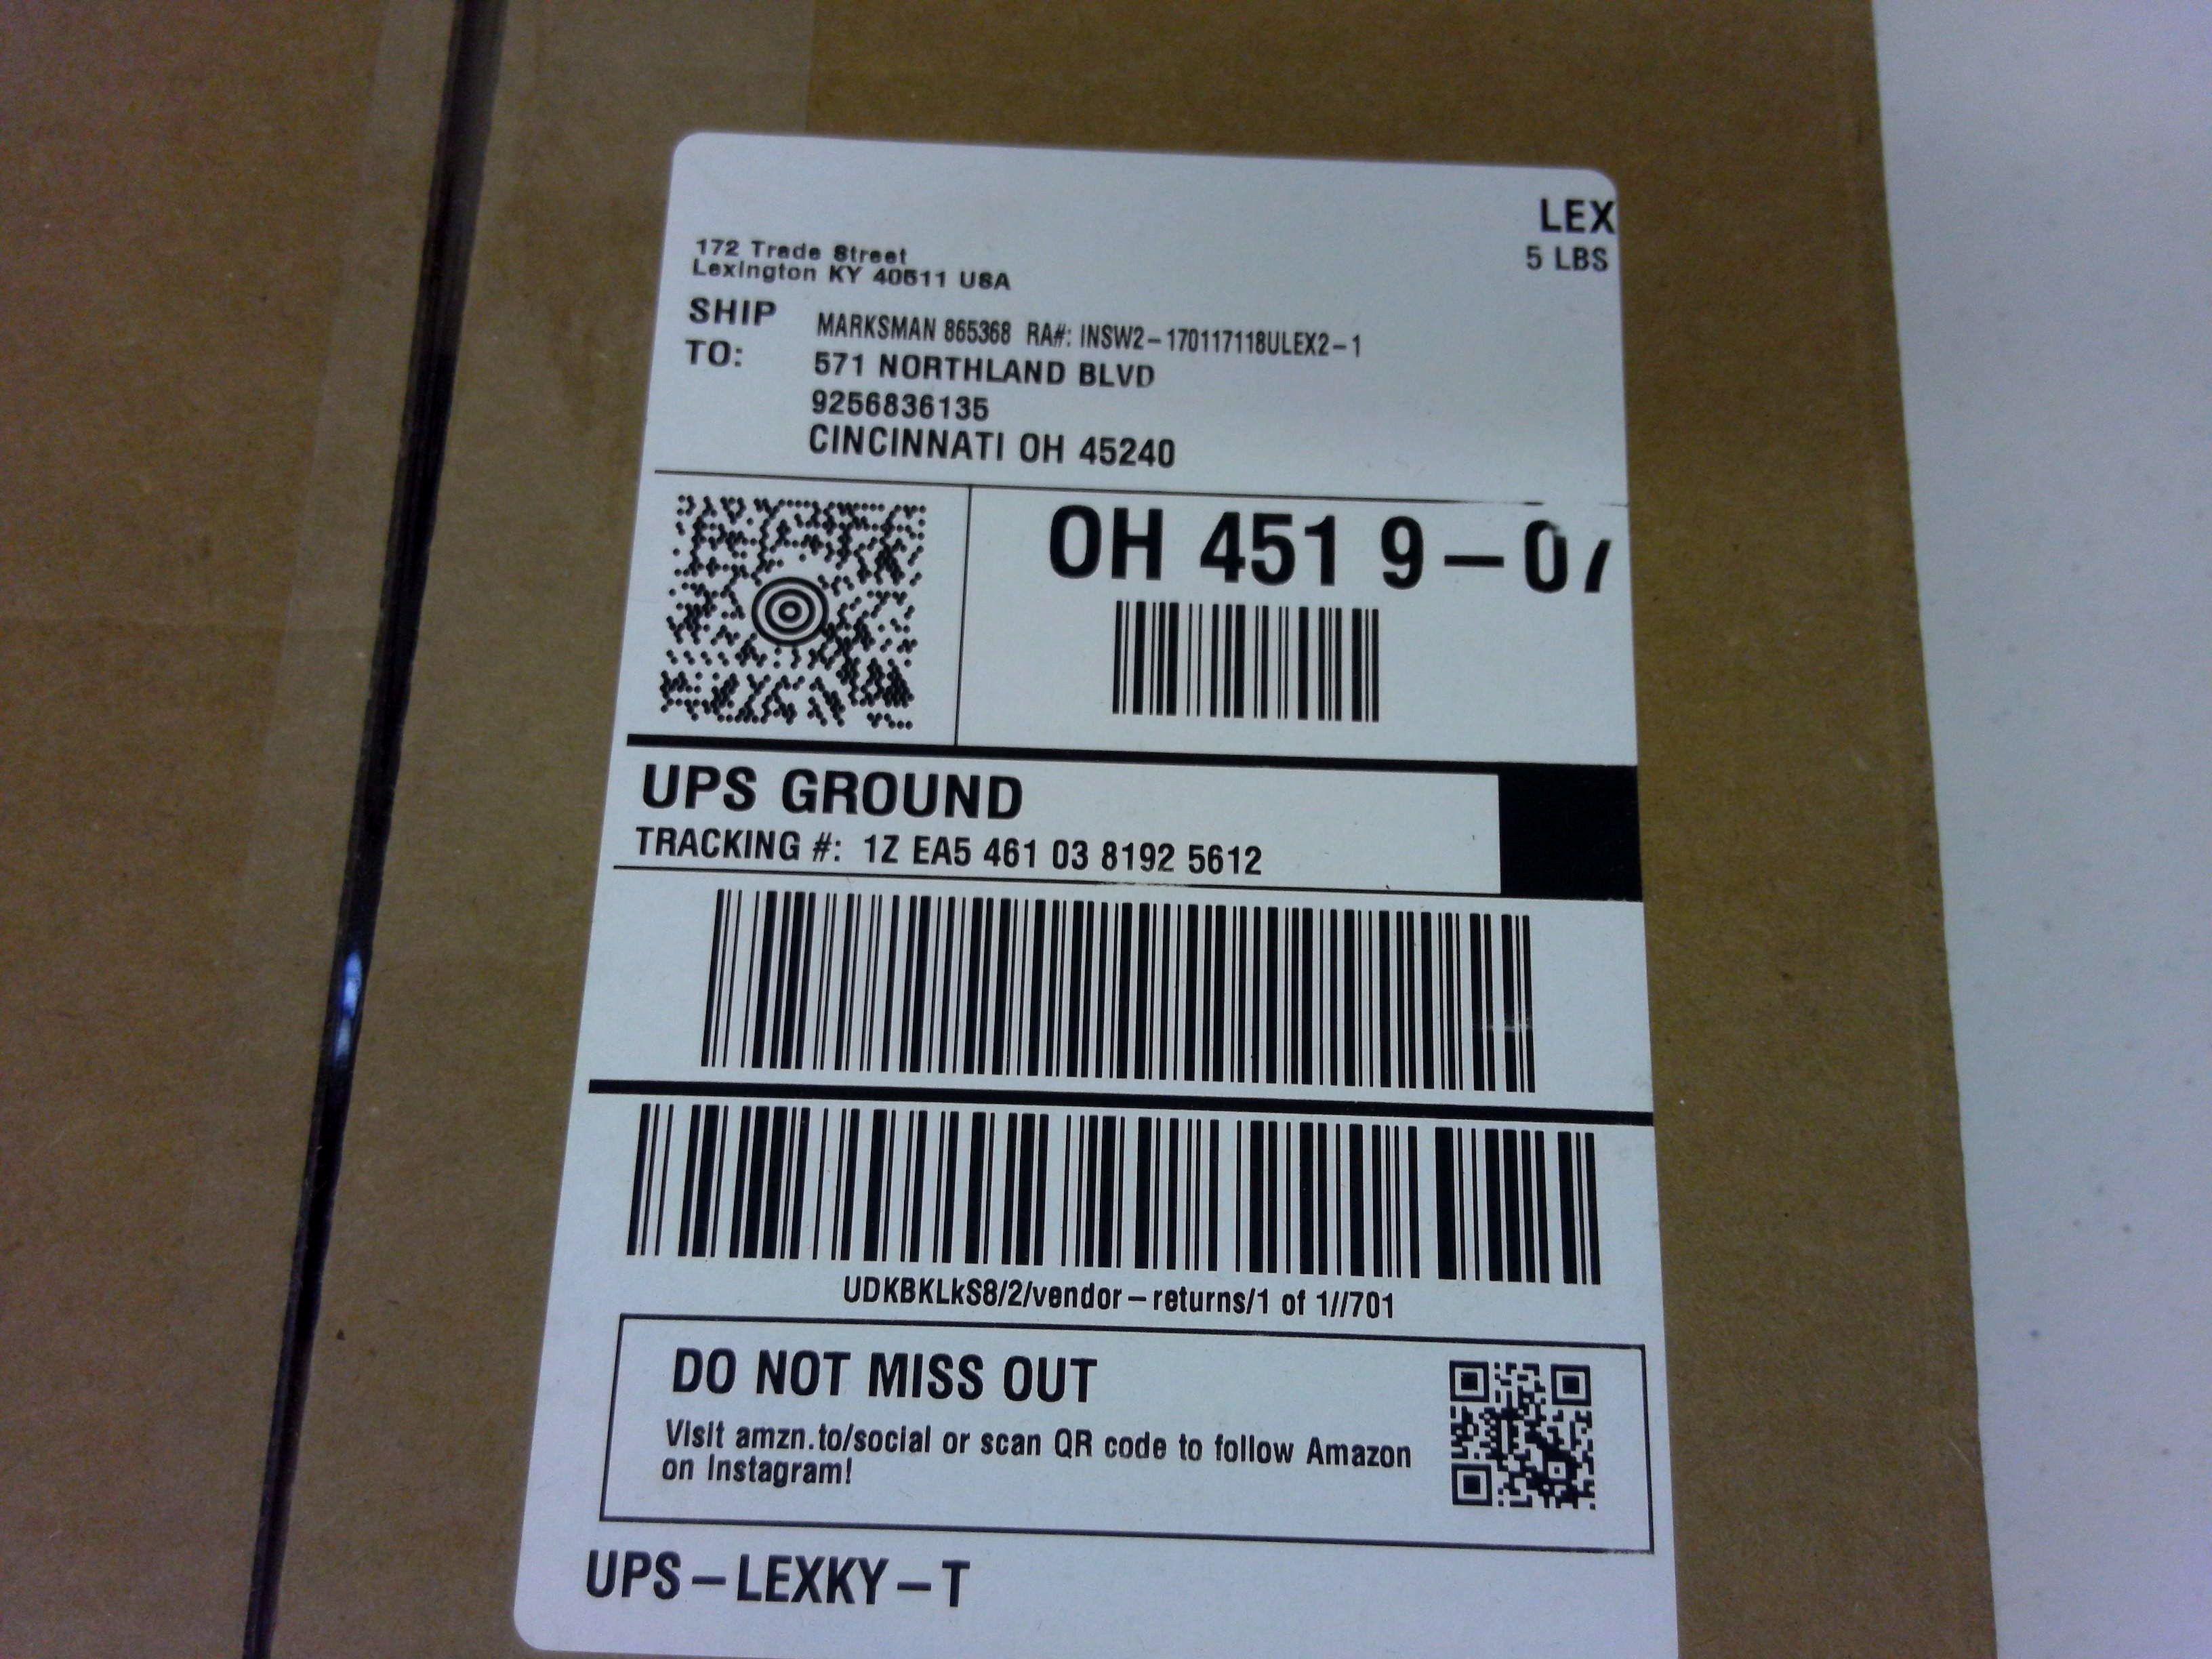 LEX
5 LBS
172 Trade Street
Lexington KY 40511 USA
SHIP TO:
MARKSMAN 865368 RA#: INSW2-170117118ULEX2-1
571 NORTHLAND BLVD
9256836135
CINCINNATI OH 45240
OH 451 9-0
UPS GROUND
TRACKING #: 1Z EA5 461 03 8192 5612
UDKBKLkS8/2/vendor-returns/1 of 1//701
DO NOT MISS OUT
Visit amzn.to/social or scan QR code to follow Amazon
on Instagram!
UPS-LEXKY-T